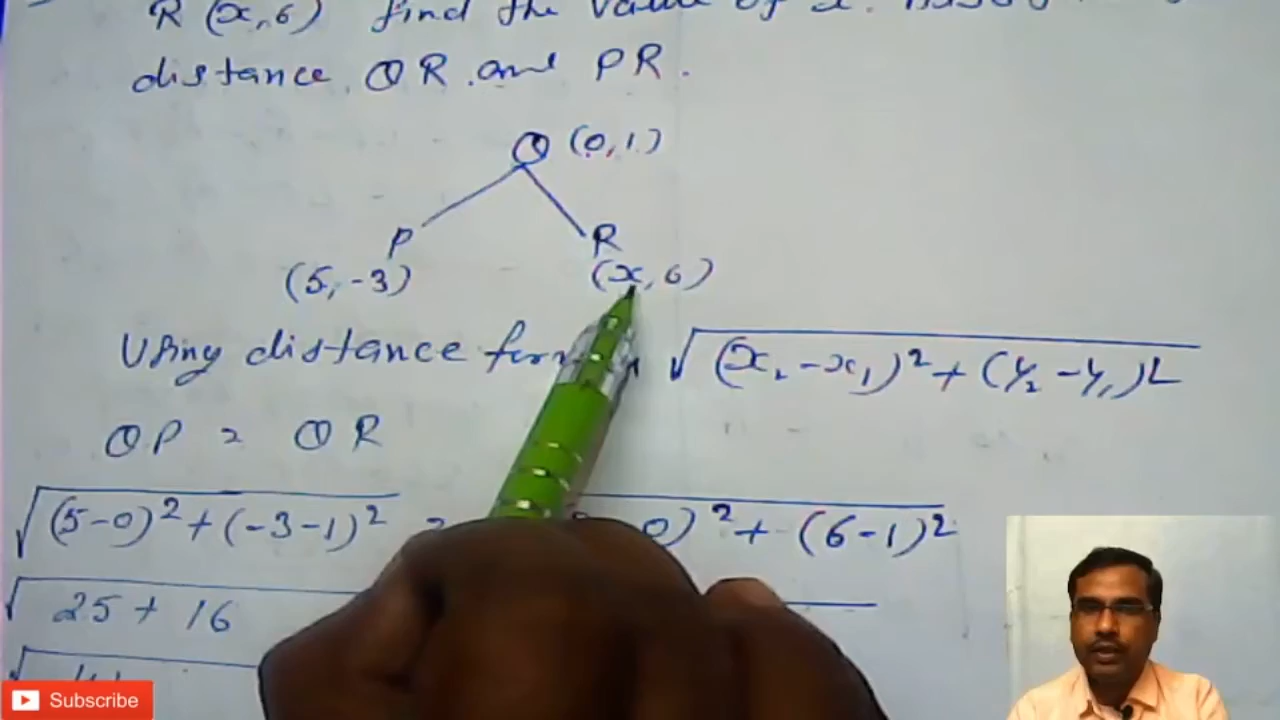 R (x, 6) find the value of x.
distance QR and PR.
Q (0, 1)
P R
(5, -3) (x, 6)
Using distance √(x₂ - x₁)² + (y₂ - y₁)²
QP = QR
√(5-0)² + (-3-1)² = 0)² + (6-1)²
√25 + 16
Subscribe